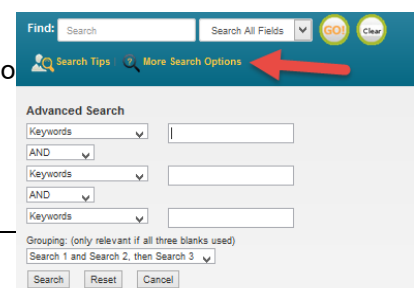 Find: Search Search All Fields GO! Clear
Search Tips | More Search Options
o
Advanced Search
Keywords
AND
Keywords
AND
Keywords
Grouping: (only relevant if all three blanks used)
Search 1 and Search 2, then Search 3
Search Reset Cancel